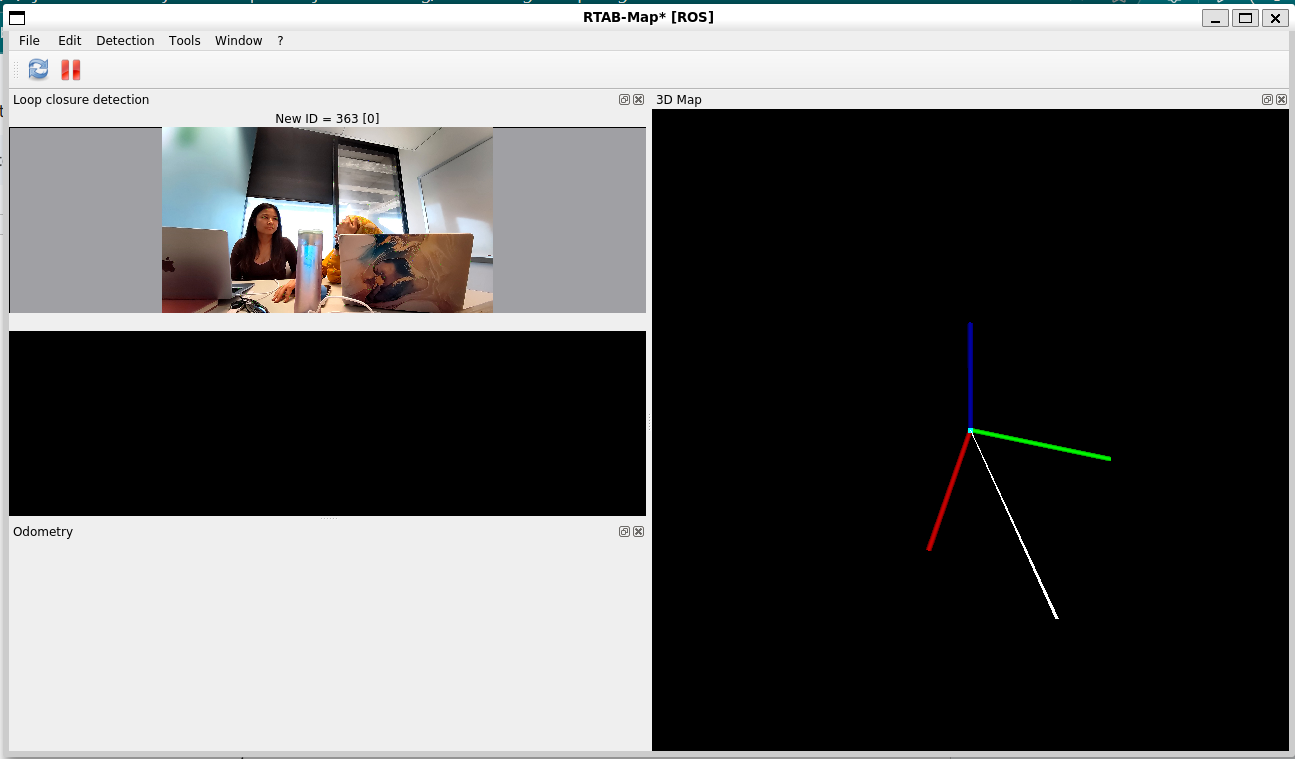 RTAB-Map* [ROS]
File Edit Detection Tools Window ?
Loop closure detection
3D Map
New ID = 363 [0]
Odometry